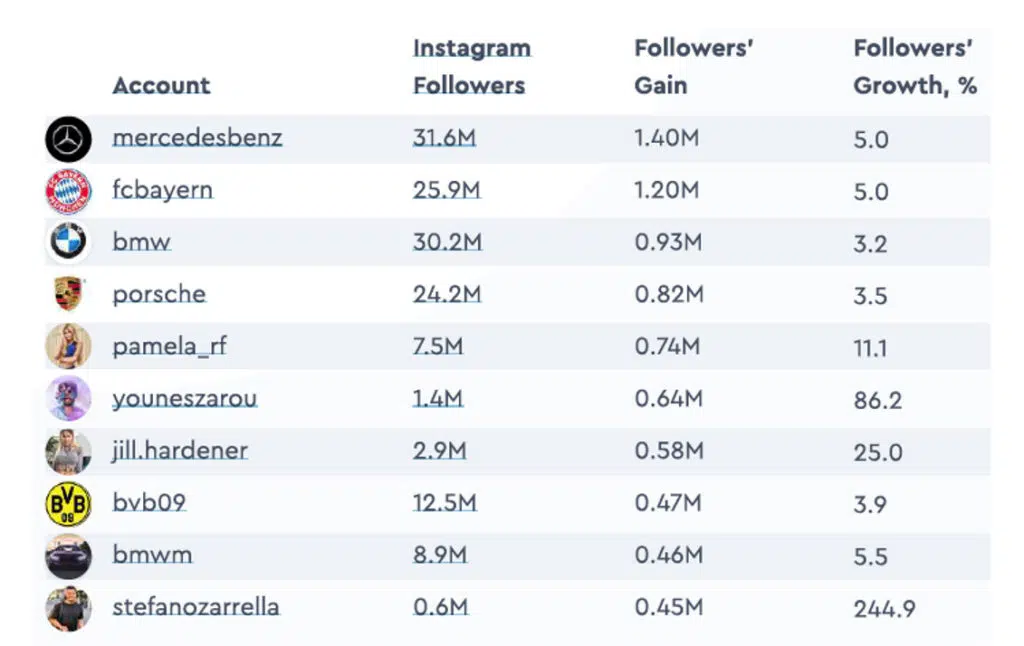 Account Instagram Followers Followers' Gain Followers' Growth, %
mercedesbenz 31.6M 1.40M 5.0
fcbayern 25.9M 1.20M 5.0
bmw 30.2M 0.93M 3.2
porsche 24.2M 0.82M 3.5
pamela_rf 7.5M 0.74M 11.1
youneszarou 1.4M 0.64M 86.2
jill.hardener 2.9M 0.58M 25.0
BVB 09 bvb09 12.5M 0.47M 3.9
bmwm 8.9M 0.46M 5.5
stefanozarrella 0.6M 0.45M 244.9